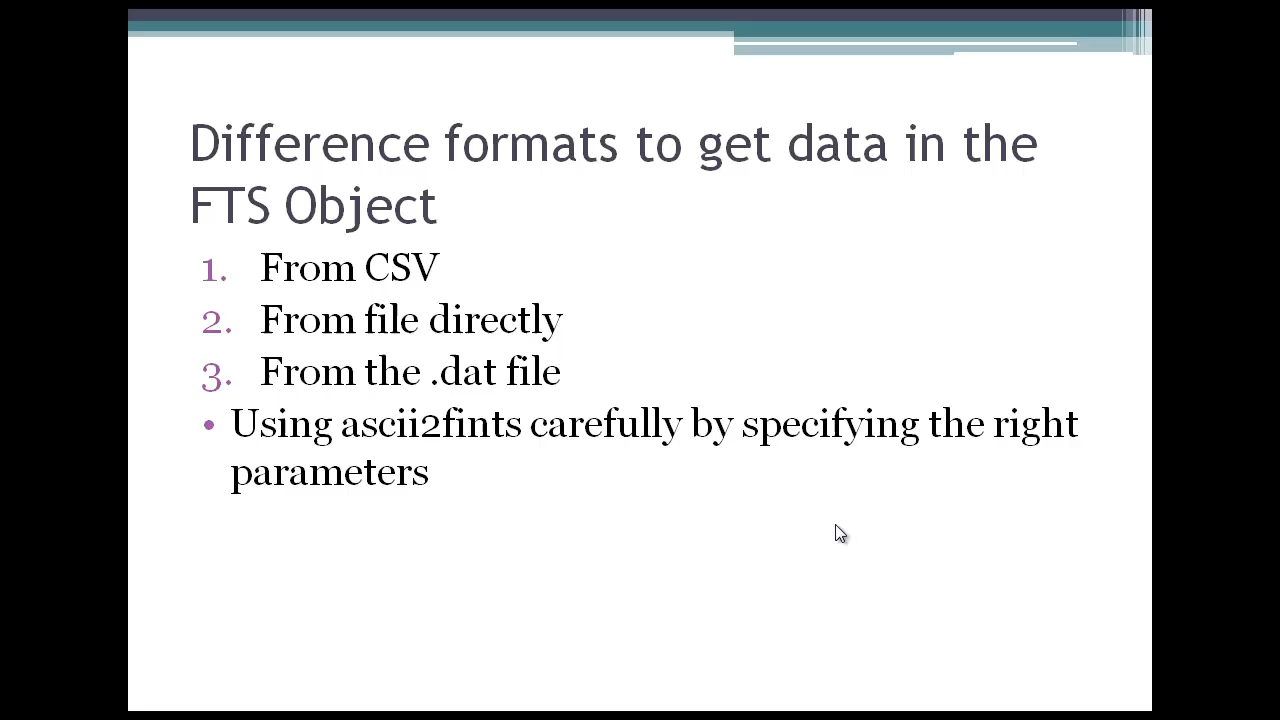 Difference formats to get data in the
FTS Object
1. From CSV
2. From file directly
3. From the .dat file
• Using ascii2fints carefully by specifying the right
parameters